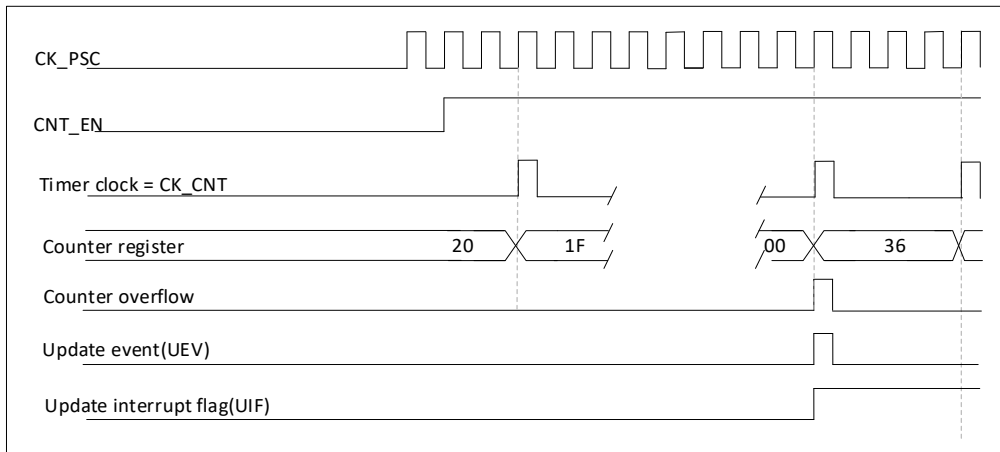 CK_PSC
CNT_EN
Timer clock = CK_CNT
Counter register 20 1F 00 36
Counter overflow
Update event(UEV)
Update interrupt flag(UIF)